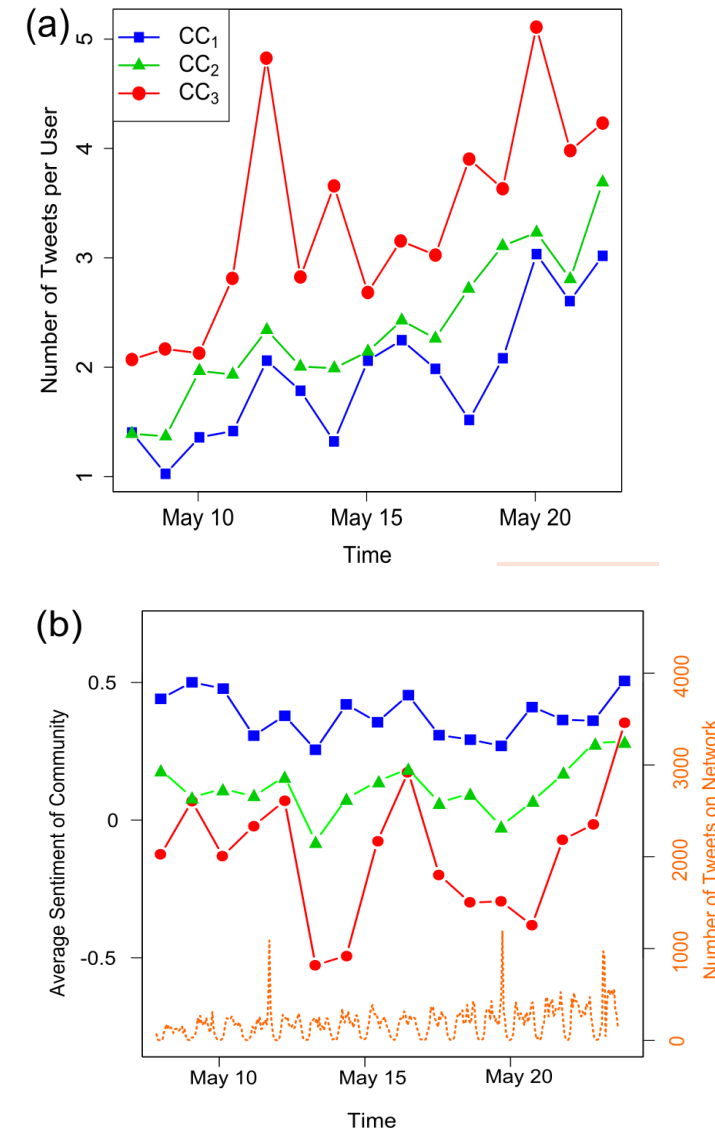 (a)
CC1
CC2
CC3
Number of Tweets per User
5
4
3
2
1
May 10 May 15 May 20
Time
(b)
Average Sentiment of Community
0.5
0
-0.5
4000
3000
2000
1000
0
Number of Tweets on Network
May 10 May 15 May 20
Time